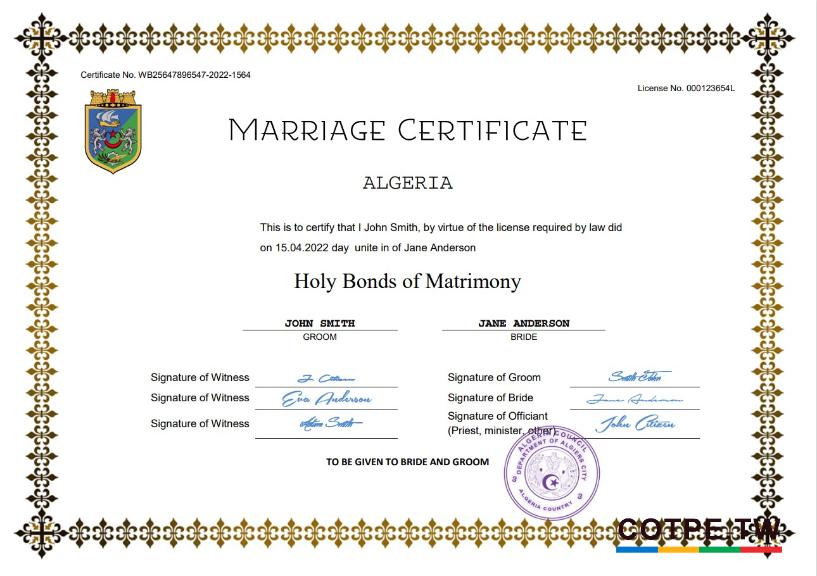 Certificate No. WB25647896547-2022-1564
License No. 000123654L
MARRIAGE CERTIFICATE
ALGERIA
This is to certify that I John Smith, by virtue of the license required by law did
on 15.04.2022 day unite in of Jane Anderson
Holy Bonds of Matrimony
JOHN SMITH
JANE ANDERSON
GROOM
BRIDE
Signature of Witness
Signature of Groom Smith John
Signature of Witness Eva Anderson
Signature of Bride Jane Anderson
Signature of Witness Adam Smith
Signature of Officiant
(Priest, minister, other) John Citizen
TO BE GIVEN TO BRIDE AND GROOM
ALGERIA COUNCIL
DEPARTMENT OF ALGIERS CITY
ALGERIA COUNTRY
COTPE.TW